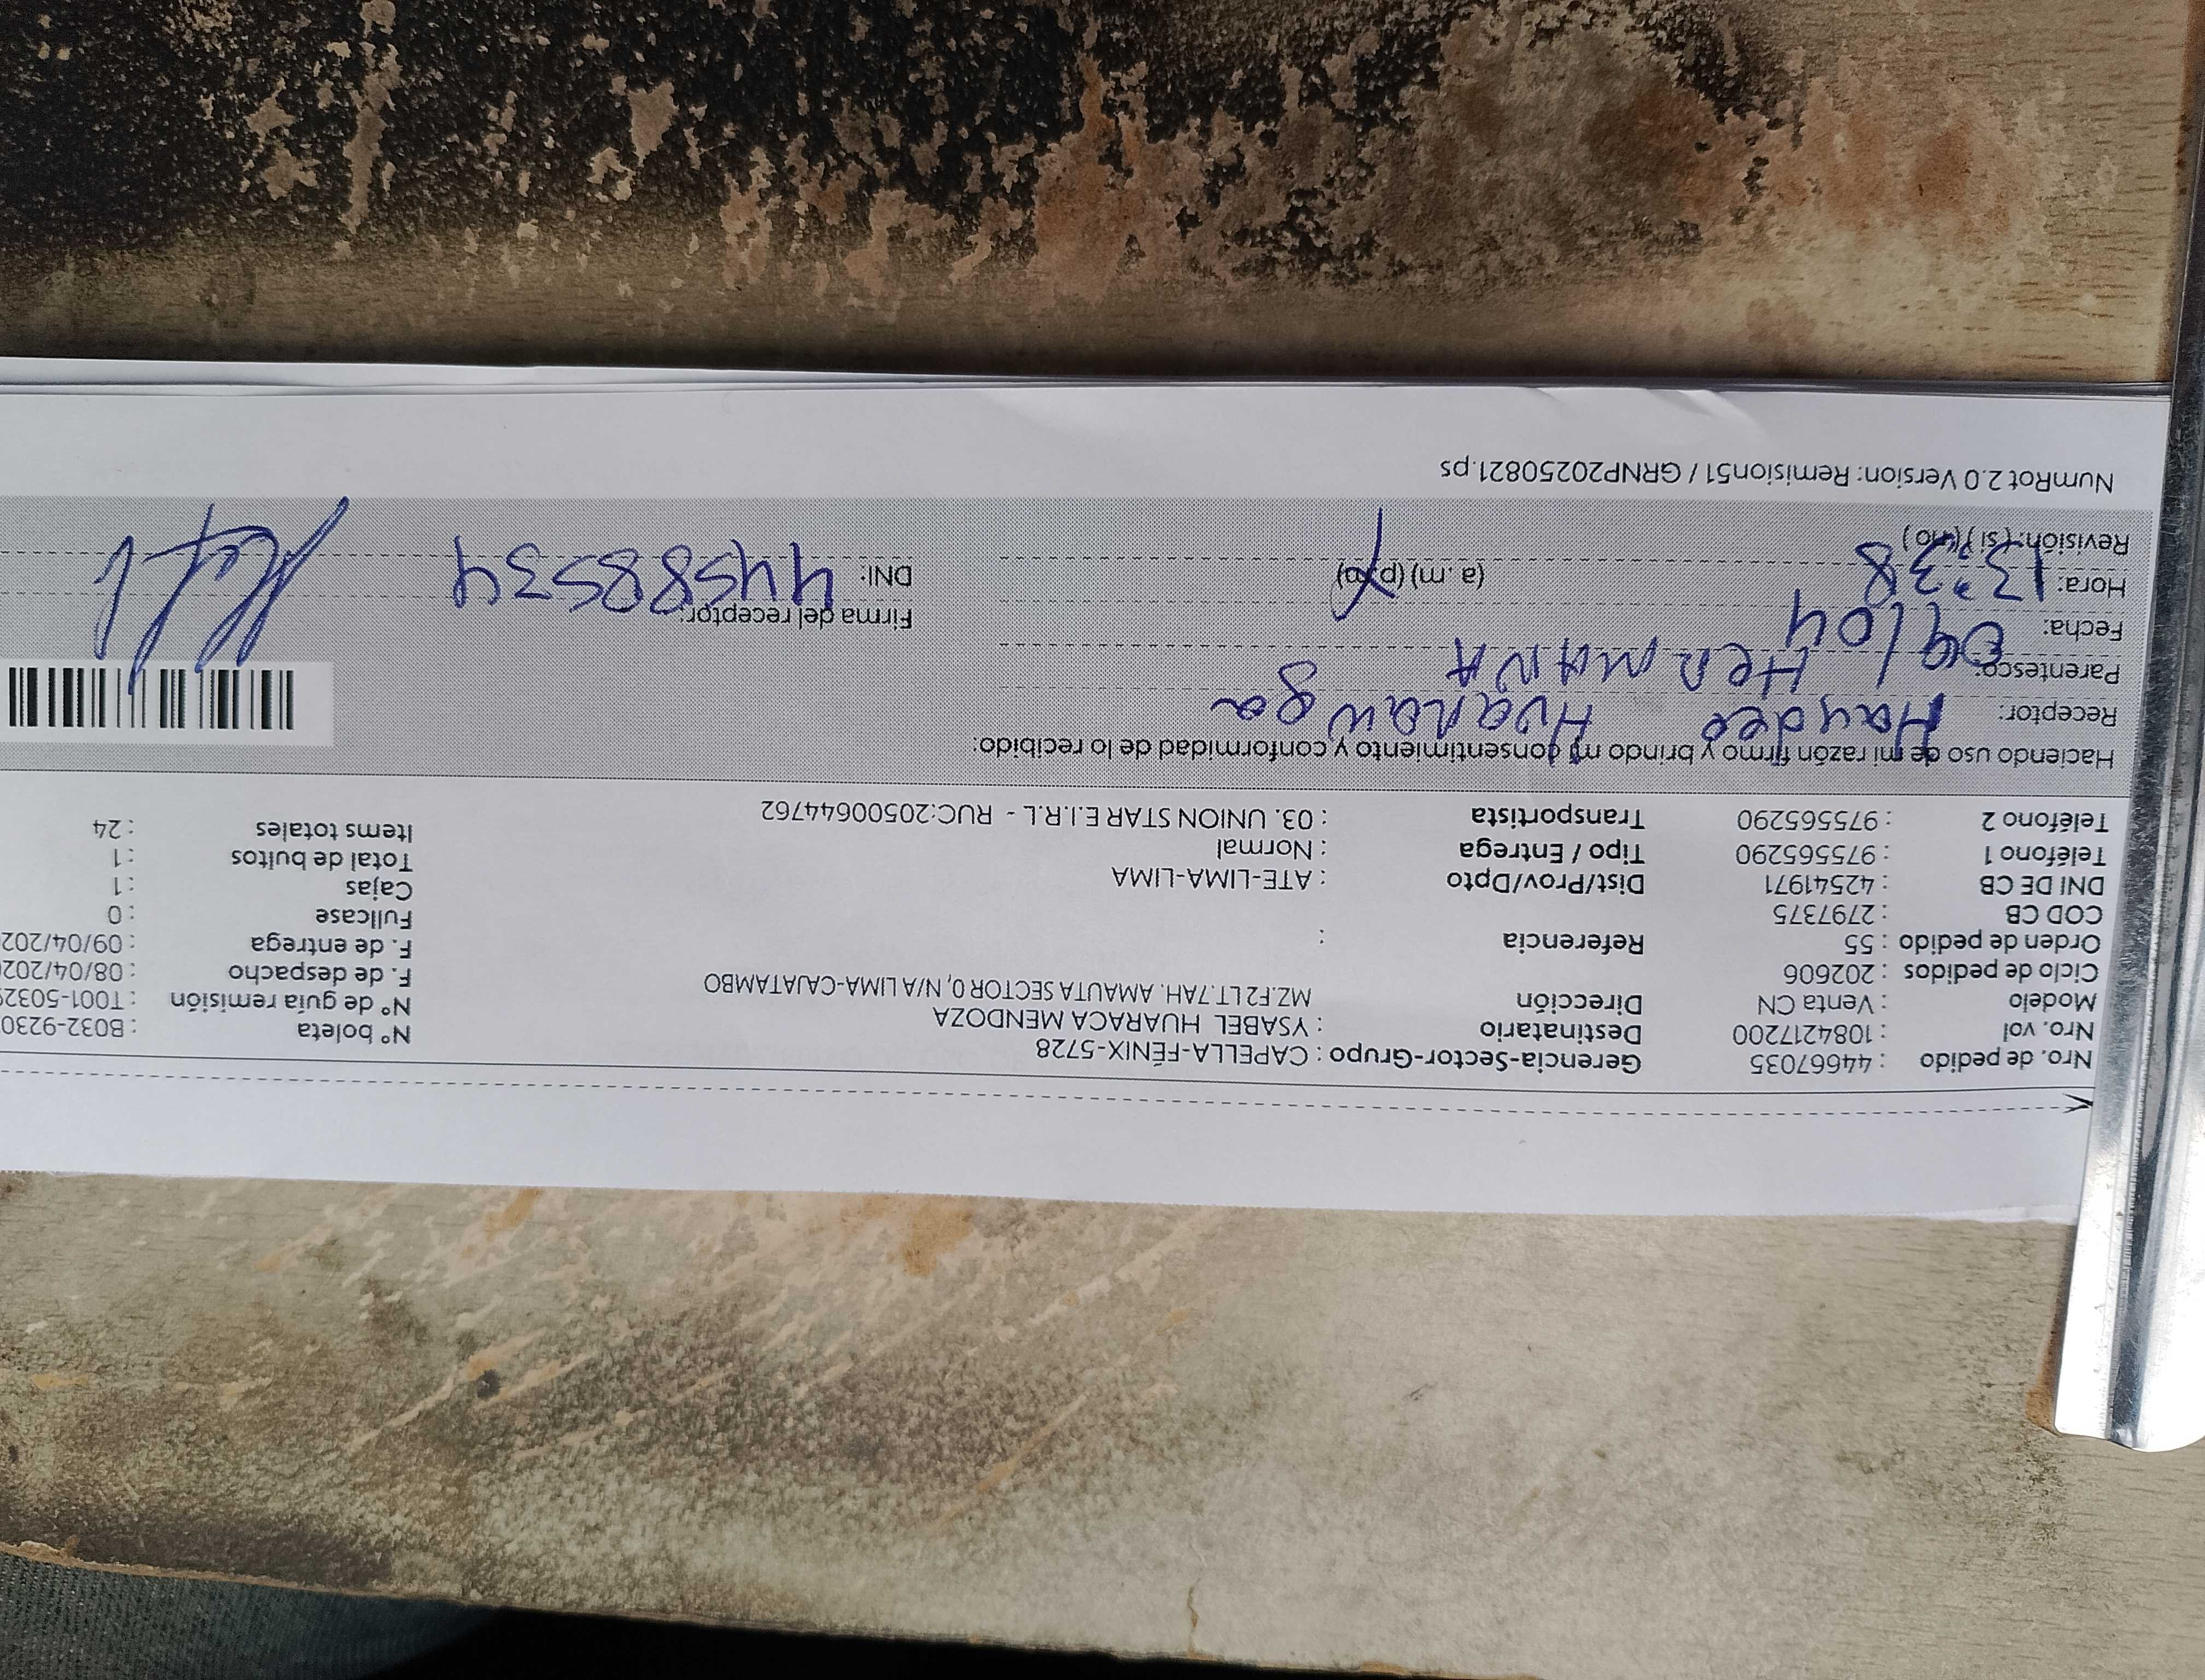 Nro. de pedido : 44667035 Gerencia-Sector-Grupo : CAPELLA-FÉNIX-5728
Nro. vol : 1084217200 Destinatario : YSABEL HUARACA MENDOZA Nº boleta : B032-9230
Modelo : Venta CN Dirección MZ.F2 LT.7AH. AMAUTA SECTOR 0, N/A LIMA-CAJATAMBO Nº de guía remisión : T001-5032
Ciclo de pedidos : 202606 F. de despacho : 08/04/202
Orden de pedido : 55 Referencia : F. de entrega : 09/04/202
COD CB : 2797375 Fullcase : 0
DNI DE CB : 42541971 Dist/Prov/Dpto : ATE-LIMA-LIMA Cajas : 1
Teléfono 1 : 975565290 Tipo / Entrega : Normal Total de bultos : 1
Teléfono 2 : 975565290 Transportista : 03. UNION STAR E.I.R.L - RUC:20500644762 Items totales : 24
Haciendo uso de mi razón firmo y brindo mi consentimiento y conformidad de lo recibido:
Receptor: Haydee
Parentesco: HERMANA
Fecha: 09/04 Firma del receptor:
Hora: 13:38 (a. m) (p.m) DNI: 44588534
Revisión: ( si ) ( no )
NumRot 2.0 Version: Remision51 / GRNP20250821.ps